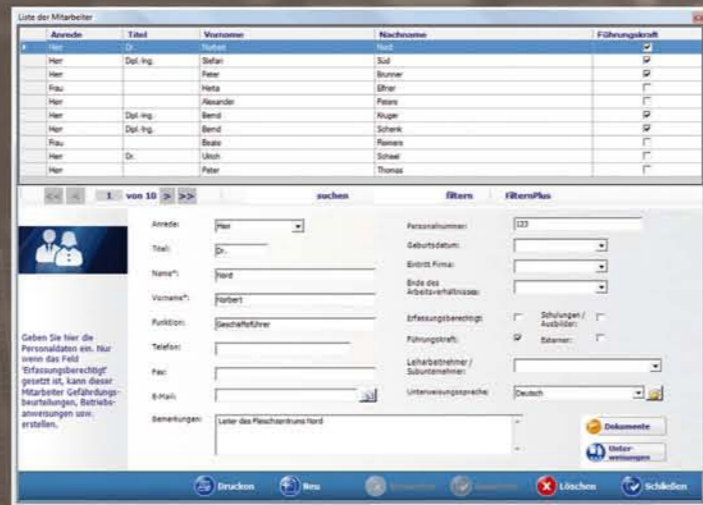 Liste der Mitarbeiter
Anrede Titel Vorname Nachname Führungskraft
Herr Dr. Norbert Nord
Herr Dipl.-Ing. Stefan Süd
Herr Peter Brunner
Frau Herta Elfner
Herr Alexander Peters
Herr Dipl.-Ing. Bernd Kruger
Herr Dipl.-Ing. Bernd Schenk
Frau Beate Reimers
Herr Dr. Ulrich Scheel
Herr Peter Thomas
<< < 1 von 10 > >> suchen filtern FilternPlus
Anrede: Herr
Titel: Dr.
Name*: Nord
Vorname*: Norbert
Funktion: Geschäftsführer
Telefon:
Fax:
E-Mail:
Bemerkungen: Leiter des Fleischzentrums Nord
Personalnummer: 123
Geburtsdatum:
Eintritt Firma:
Ende des
Arbeitsverhältnisses:
Erfassungsberechtigt: Schulungen /
Ausbilder:
Führungskraft: Externer:
Leiharbeitnehmer /
Subunternehmer:
Unterweisungssprache: Deutsch
Geben Sie hier die
Personaldaten ein. Nur
wenn das Feld
'Erfassungsberechtigt'
gesetzt ist, kann dieser
Mitarbeiter Gefährdungs-
beurteilungen, Betriebs-
anweisungen usw.
erstellen.
Dokumente
Unter-
weisungen
Drucken Neu Löschen Schließen